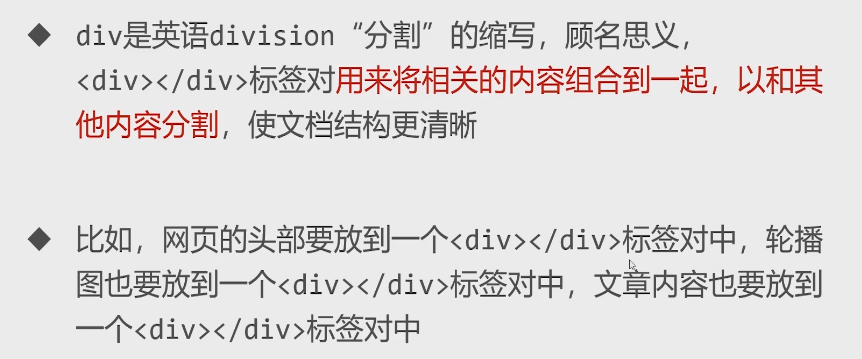 ◆ div是英语division“分割”的缩写，顾名思义，
<div></div>标签对用来将相关的内容组合到一起，以和其
他内容分割，使文档结构更清晰
◆ 比如，网页的头部要放到一个<div></div>标签对中，轮播
图也要放到一个<div></div>标签对中，文章内容也要放到
一个<div></div>标签对中